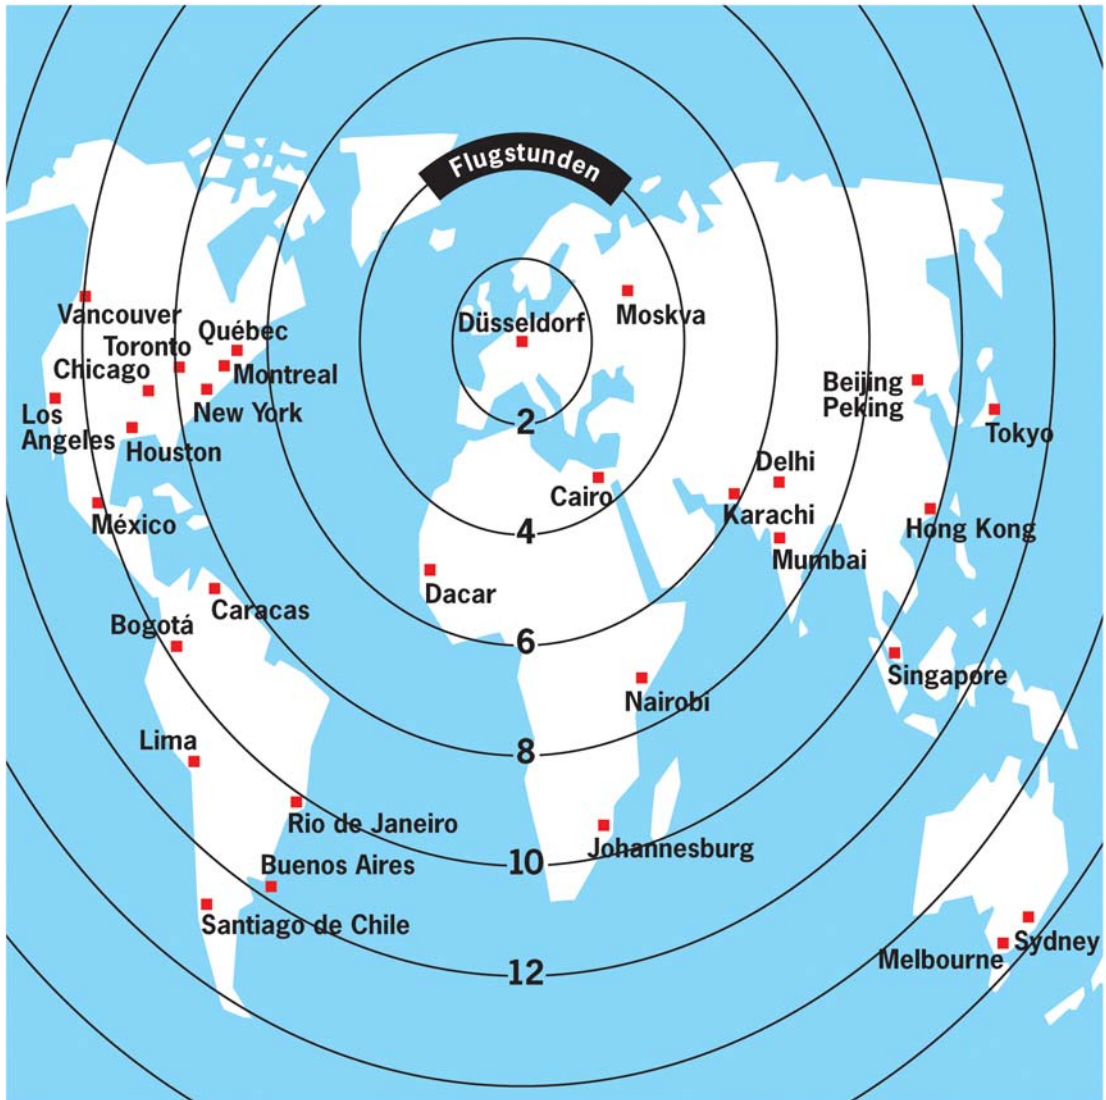 Flugstunden
Vancouver
Düsseldorf
Moskva
Québec
Toronto
Chicago
Montreal
Beijing
Peking
Los
Angeles
New York
2
Tokyo
Houston
Delhi
Cairo
Karachi
México
4
Hong Kong
Mumbai
Dacar
Caracas
Bogotá
6
Singapore
Nairobi
Lima
8
Rio de Janeiro
Johannesburg
10
Buenos Aires
Santiago de Chile
Sydney
Melbourne
12